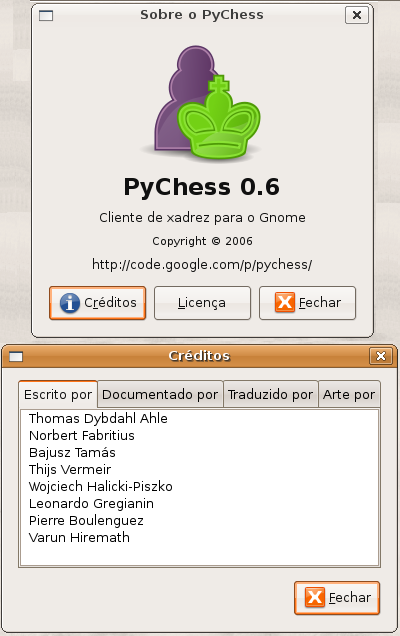 Sobre o PyChess
PyChess 0.6
Cliente de xadrez para o Gnome
Copyright © 2006
http://code.google.com/p/pychess/
Créditos Licença Fechar
Créditos
Escrito por Documentado por Traduzido por Arte por
Thomas Dybdahl Ahle
Norbert Fabritius
Bajusz Tamás
Thijs Vermeir
Wojciech Halicki-Piszko
Leonardo Gregianin
Pierre Boulenguez
Varun Hiremath
Fechar